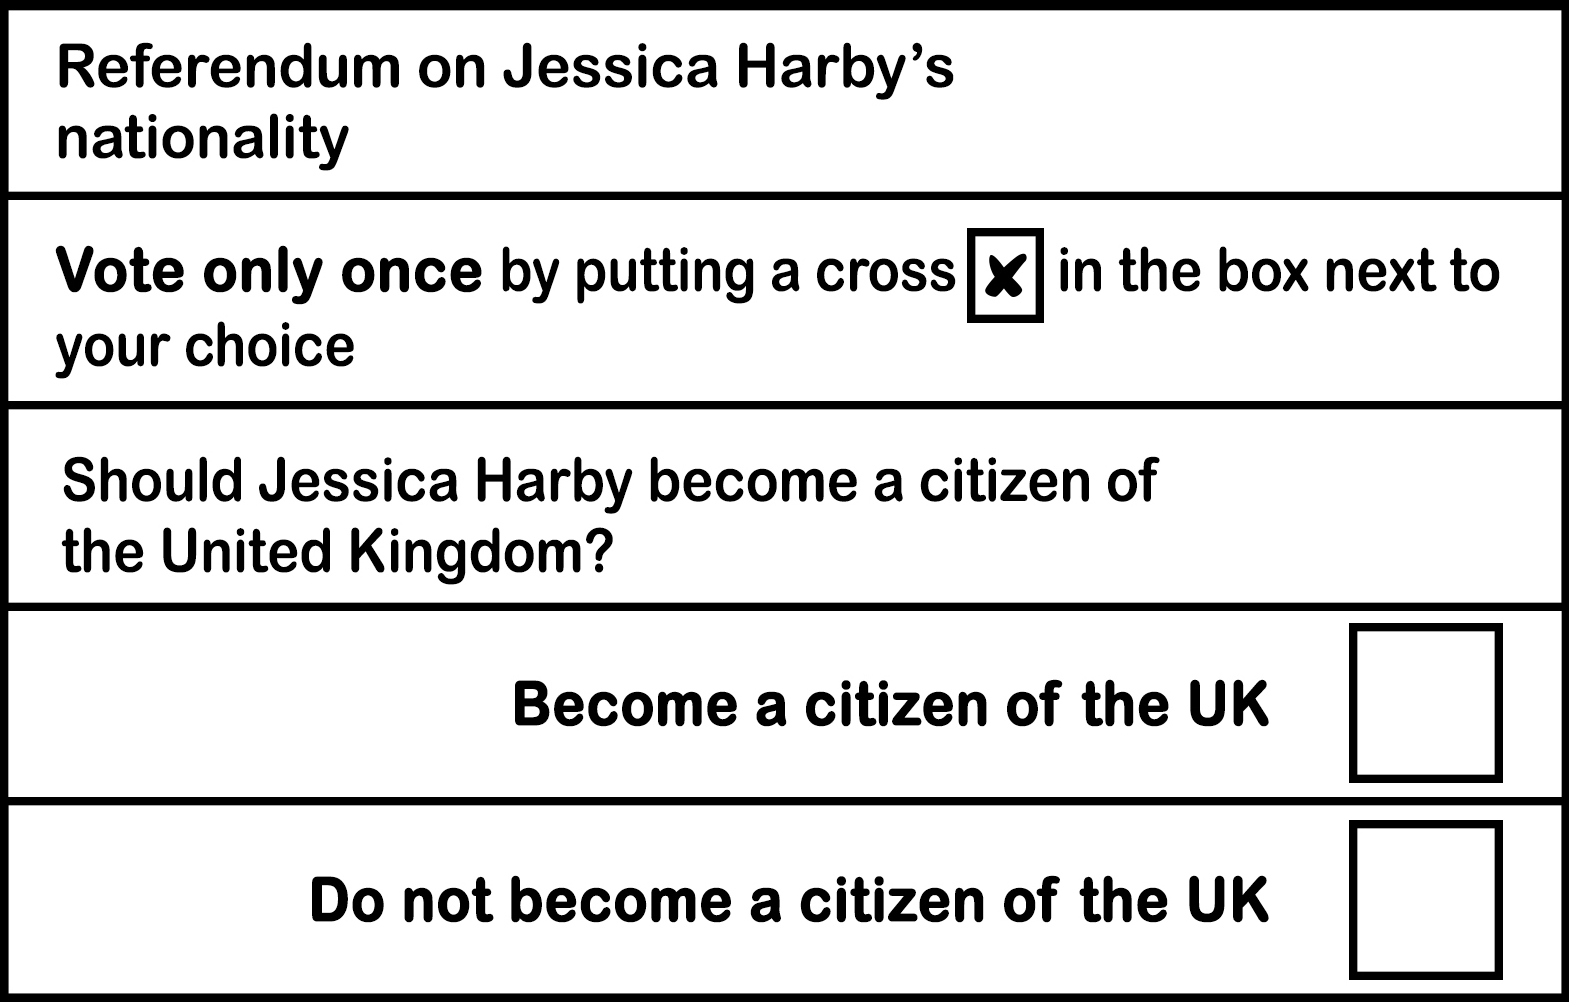 Referendum on Jessica Harby’s
nationality
Vote only once by putting a cross ✘ in the box next to
your choice
Should Jessica Harby become a citizen of
the United Kingdom?
Become a citizen of the UK
Do not become a citizen of the UK